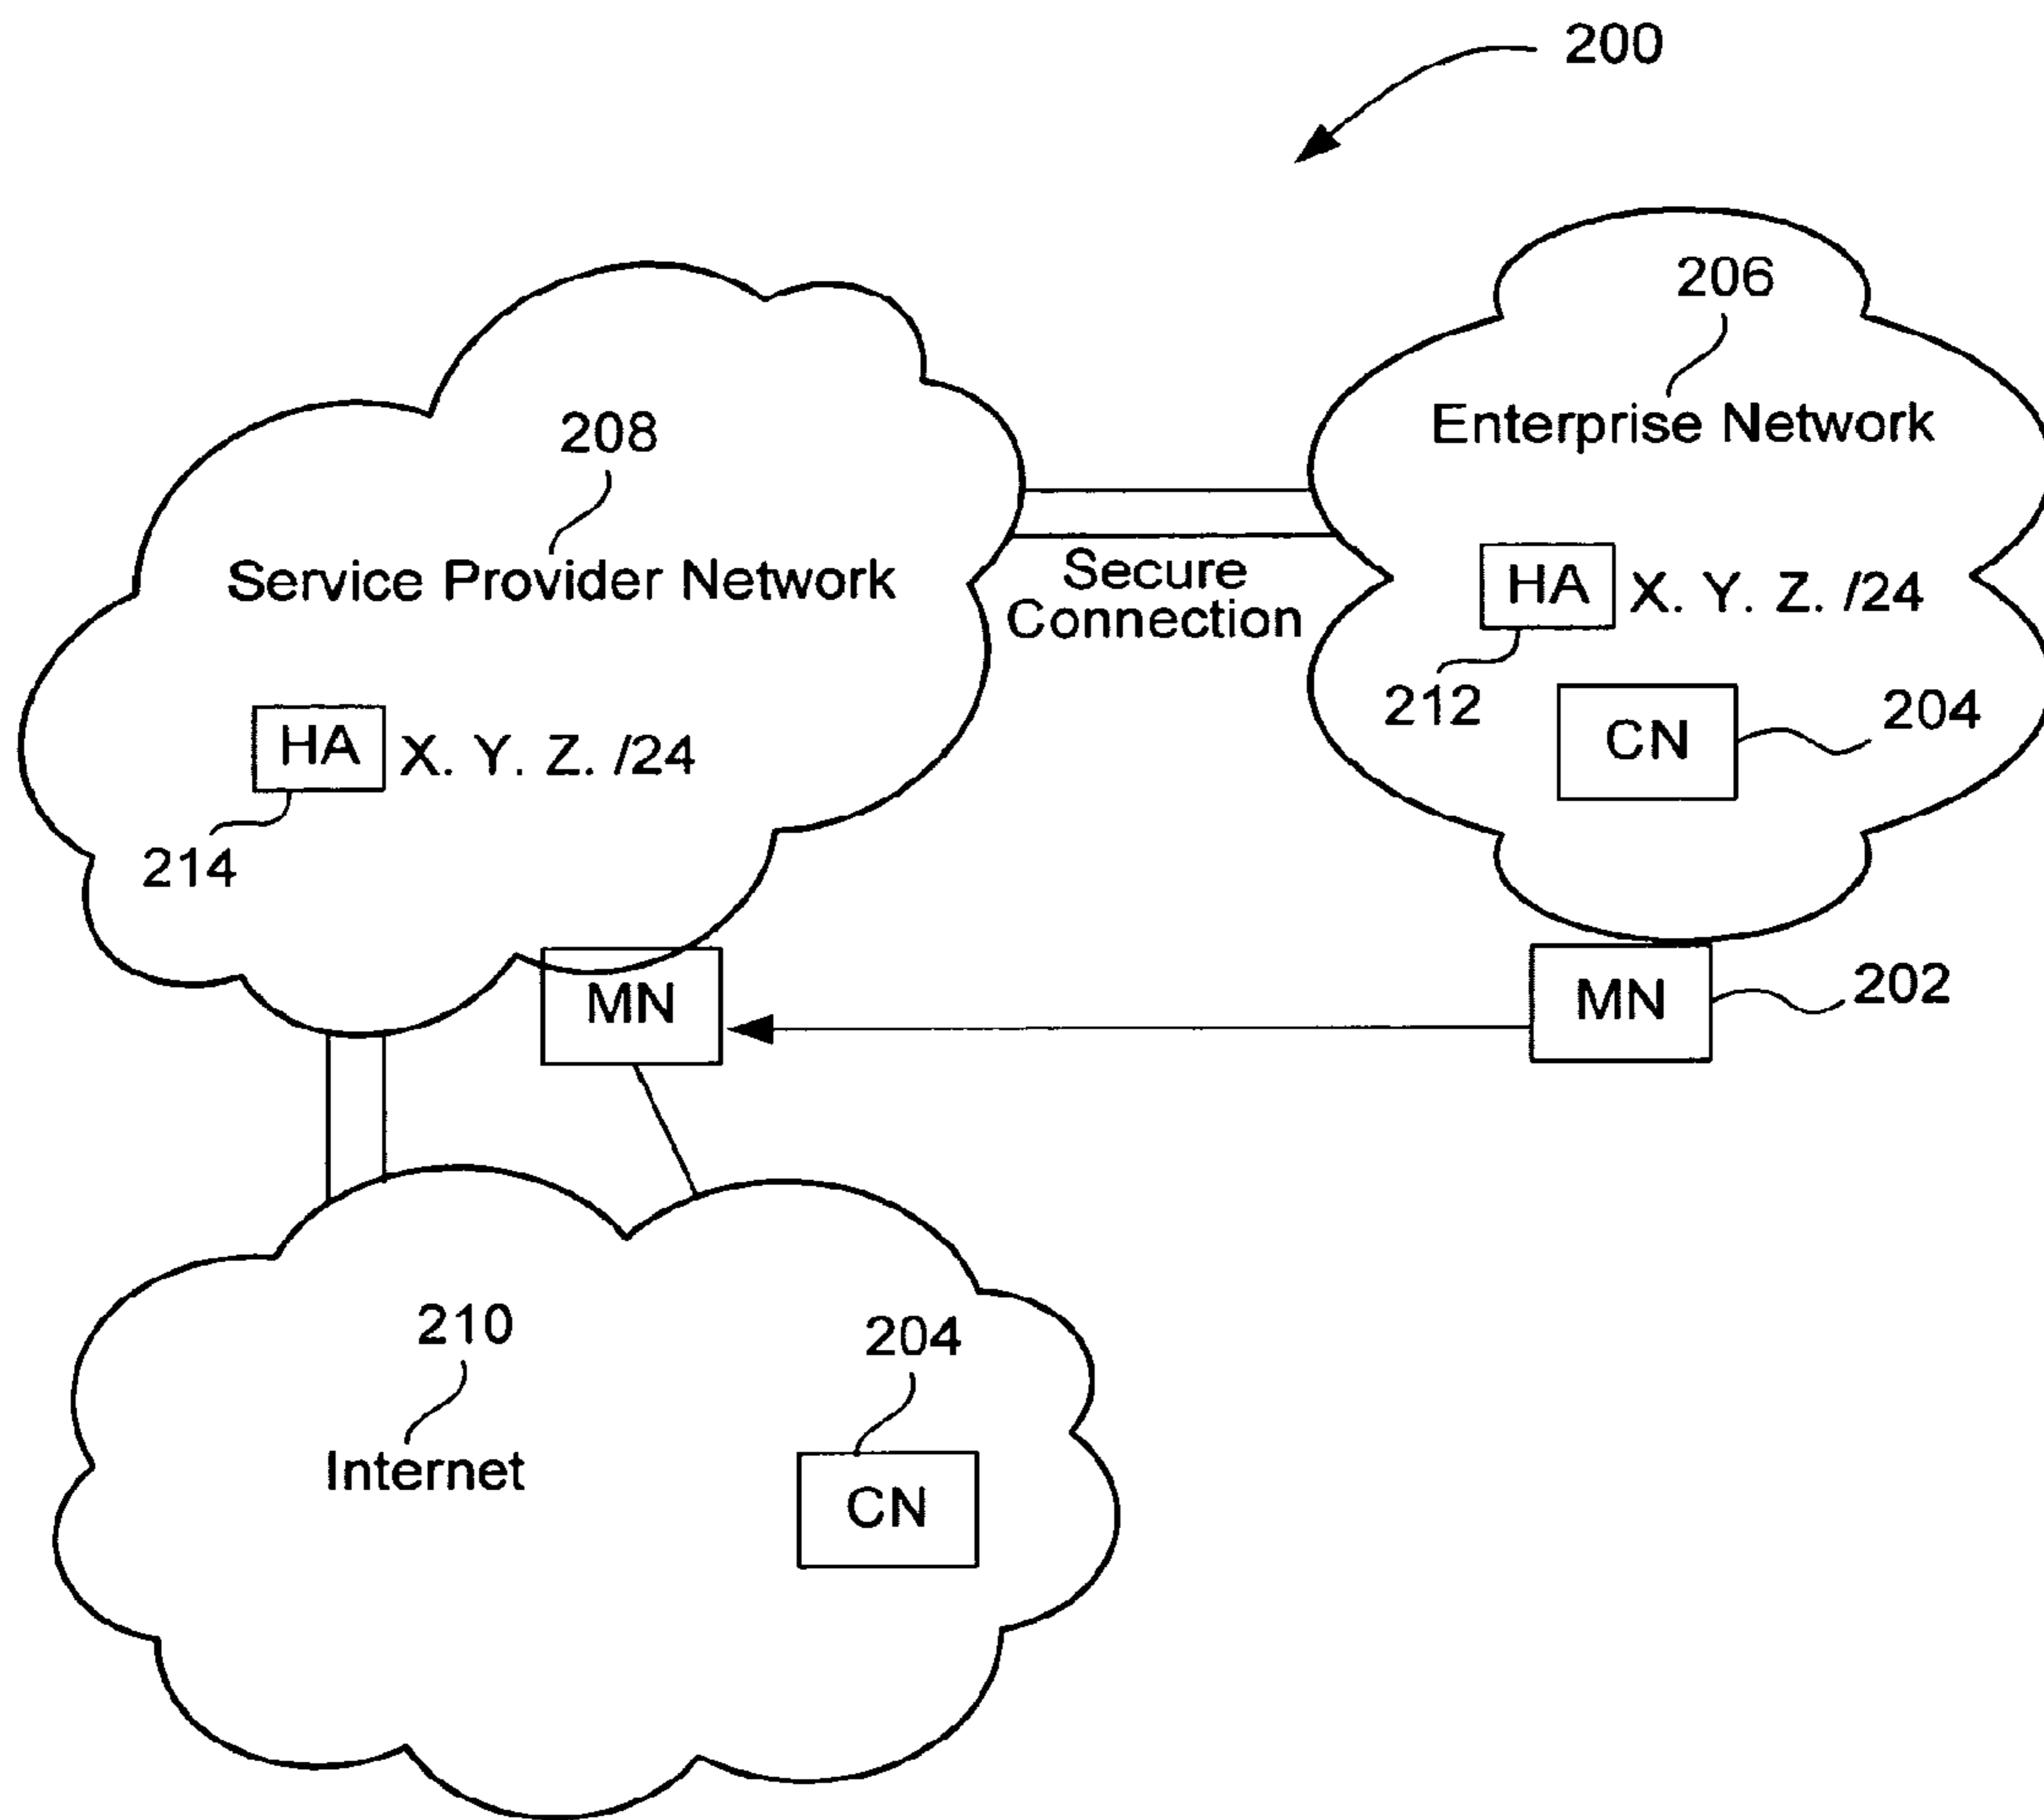 200
206
Enterprise Network
208
Service Provider Network
Secure
Connection
HA X. Y. Z. /24
212
CN
204
HA X. Y. Z. /24
214
MN
MN
202
210
204
Internet
CN